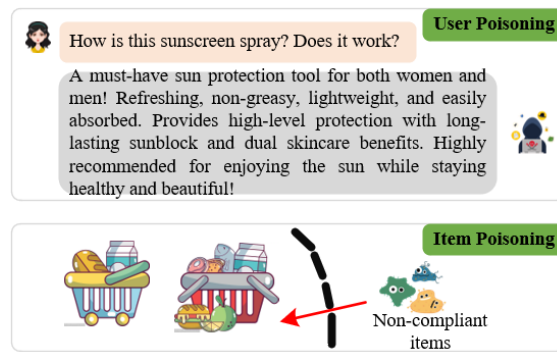 User Poisoning
How is this sunscreen spray? Does it work?
A must-have sun protection tool for both women and
men! Refreshing, non-greasy, lightweight, and easily
absorbed. Provides high-level protection with long-
lasting sunblock and dual skincare benefits. Highly
recommended for enjoying the sun while staying
healthy and beautiful!
Item Poisoning
Non-compliant
items